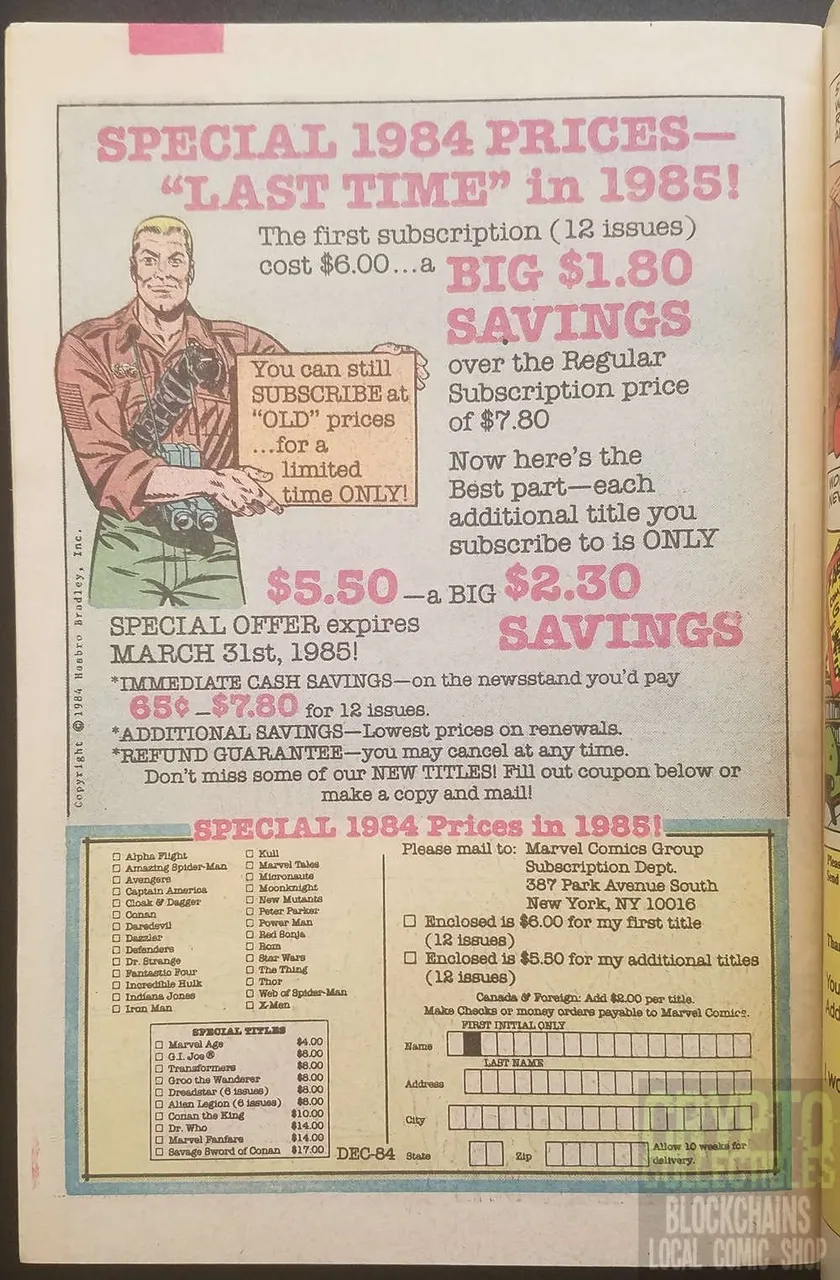 SPECIAL 1984 PRICES—
"LAST TIME" in 1985!
The first subscription (12 issues)
cost $6.00...a BIG $1.80
SAVINGS
over the Regular
Subscription price
of $7.80
You can still
SUBSCRIBE at
"OLD" prices
...for a
limited
time ONLY!
Now here's the
Best part—each
additional title you
subscribe to is ONLY
$5.50—a BIG $2.30
SAVINGS
SPECIAL OFFER expires
MARCH 31st, 1985!
*IMMEDIATE CASH SAVINGS—on the newsstand you'd pay
65¢—$7.80 for 12 issues.
*ADDITIONAL SAVINGS—Lowest prices on renewals.
*REFUND GUARANTEE—you may cancel at any time.
Don't miss some of our NEW TITLES! Fill out coupon below or
make a copy and mail!
Copyright ©1984 Hasbro Bradley, Inc.
SPECIAL 1984 Prices in 1985!
Alpha Flight
Amazing Spider-Man
Avengers
Captain America
Cloak & Dagger
Conan
Daredevil
Dazzler
Defenders
Dr. Strange
Fantastic Four
Incredible Hulk
Indiana Jones
Iron Man
Kull
Marvel Tales
Micronauts
Moonknight
New Mutants
Peter Parker
Power Man
Red Sonja
Rom
Star Wars
The Thing
Thor
Web of Spider-Man
X-Men
SPECIAL TITLES
Marvel Age $4.00
G.I. Joe® $8.00
Transformers $8.00
Groo the Wanderer $8.00
Dreadstar (6 issues) $8.00
Alien Legion (6 issues) $8.00
Conan the King $10.00
Dr. Who $14.00
Marvel Fanfare $14.00
Savage Sword of Conan $17.00
DEC-84
Please mail to: Marvel Comics Group
Subscription Dept.
387 Park Avenue South
New York, NY 10016
Enclosed is $6.00 for my first title
(12 issues)
Enclosed is $5.50 for my additional titles
(12 issues)
Canada & Foreign: Add $2.00 per title.
Make Checks or money orders payable to Marvel Comics.
FIRST INITIAL ONLY
Name
LAST NAME
Address
City
State Zip
Allow 10 weeks for
delivery.
CRYPTO
COLLECTIBLES
BLOCKCHAINS
LOCAL COMIC SHOP